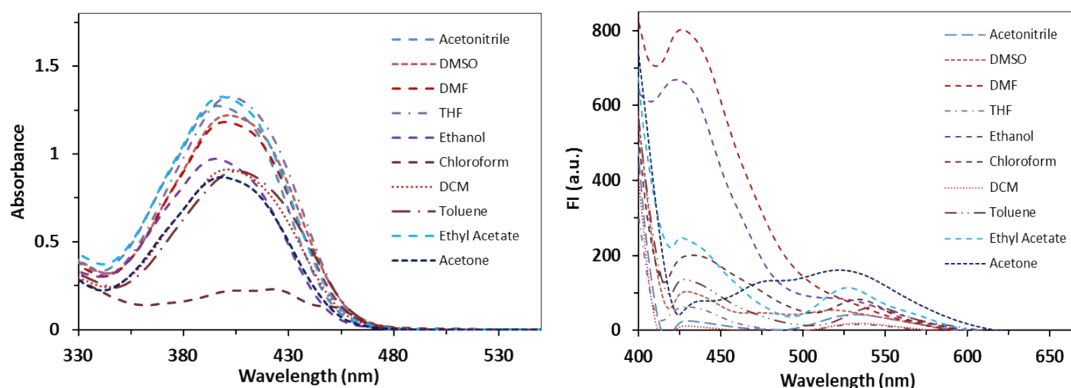 1.5
1
0.5
0
Absorbance
330
380
430
480
530
Wavelength (nm)
Acetonitrile
DMSO
DMF
THF
Ethanol
Chloroform
DCM
Toluene
Ethyl Acetate
Acetone
800
600
400
200
0
FI (a.u.)
400
450
500
550
600
650
Wavelength (nm)
Acetonitrile
DMSO
DMF
THF
Ethanol
Chloroform
DCM
Toluene
Ethyl Acetate
Acetone